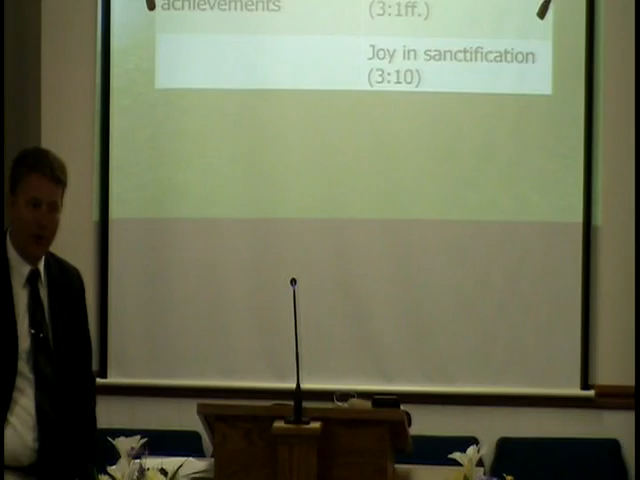 achievements
(3:1ff.)
Joy in sanctification
(3:10)